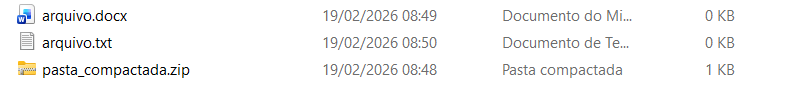 arquivo.docx 19/02/2026 08:49 Documento do Mi... 0 KB
arquivo.txt 19/02/2026 08:50 Documento de Te... 0 KB
pasta_compactada.zip 19/02/2026 08:48 Pasta compactada 1 KB